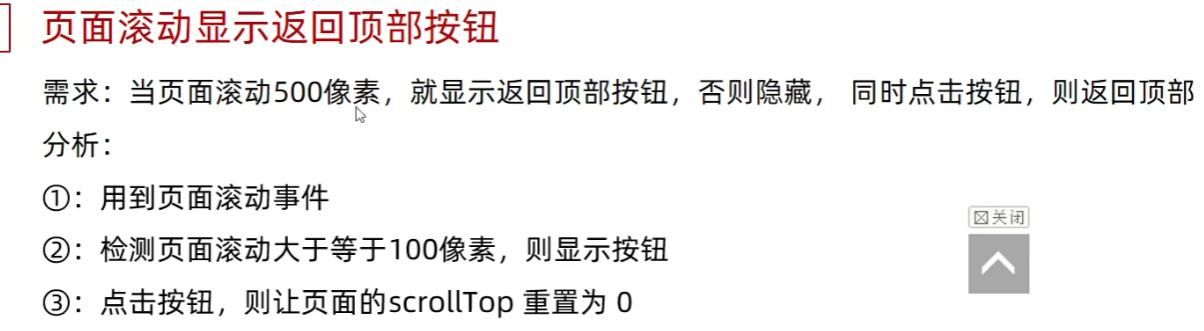 页面滚动显示返回顶部按钮
需求：当页面滚动500像素，就显示返回顶部按钮，否则隐藏， 同时点击按钮，则返回顶部
分析：
①：用到页面滚动事件
②：检测页面滚动大于等于100像素，则显示按钮
③：点击按钮，则让页面的scrollTop 重置为 0
关闭